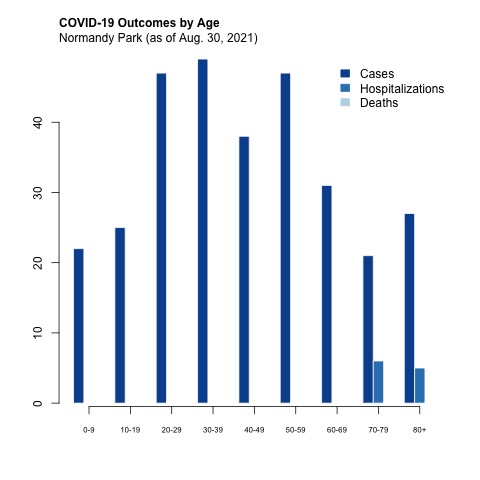 COVID-19 Outcomes by Age
Normandy Park (as of Aug. 30, 2021)
Cases
Hospitalizations
Deaths
40
30
20
10
0
0-9 10-19 20-29 30-39 40-49 50-59 60-69 70-79 80+